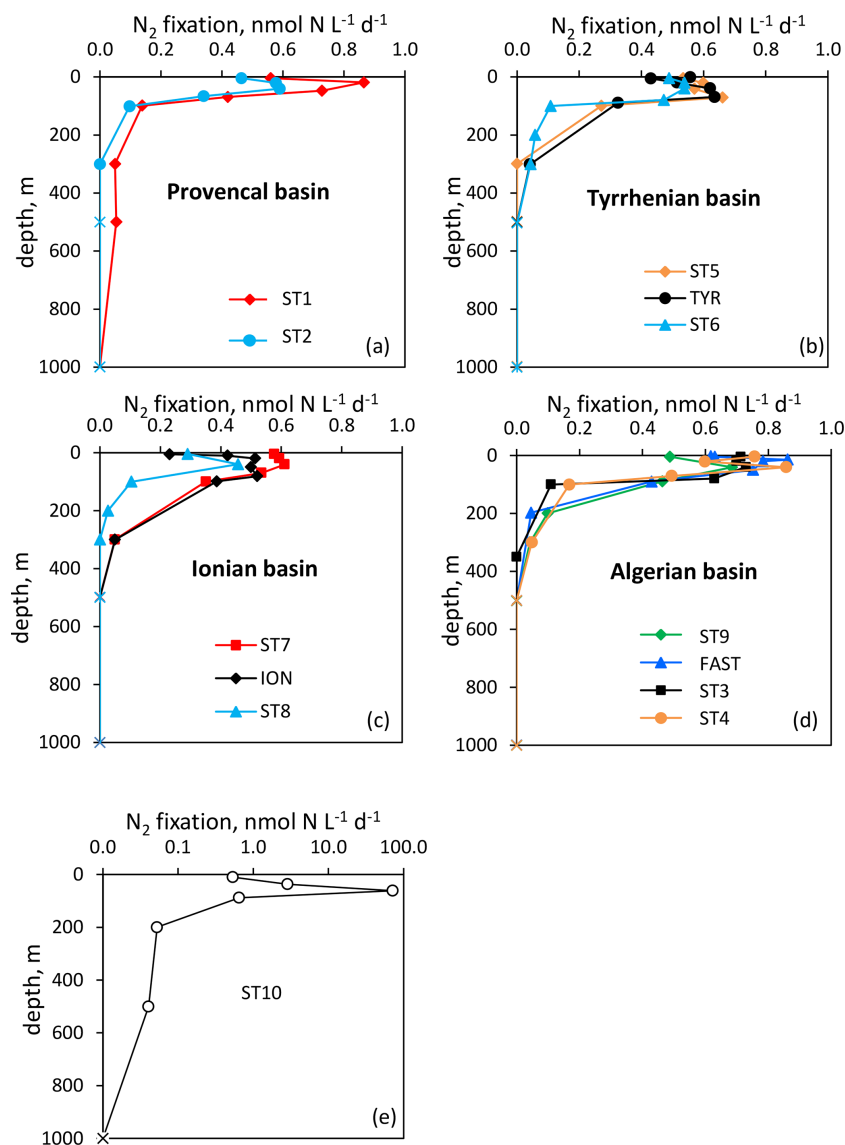 N₂ fixation, nmol N L⁻¹ d⁻¹
0.0 0.2 0.4 0.6 0.8 1.0
0
200
400
600
800
1000
depth, m
Provencal basin
ST1
ST2
(a)
N₂ fixation, nmol N L⁻¹ d⁻¹
0.0 0.2 0.4 0.6 0.8 1.0
0
200
400
600
800
1000
depth, m
Tyrrhenian basin
ST5
TYR
ST6
(b)
N₂ fixation, nmol N L⁻¹ d⁻¹
0.0 0.2 0.4 0.6 0.8 1.0
0
200
400
600
800
1000
depth, m
Ionian basin
ST7
ION
ST8
(c)
N₂ fixation, nmol N L⁻¹ d⁻¹
0.0 0.2 0.4 0.6 0.8 1.0
0
200
400
600
800
1000
depth, m
Algerian basin
ST9
FAST
ST3
ST4
(d)
N₂ fixation, nmol N L⁻¹ d⁻¹
0.0 0.1 1.0 10.0 100.0
0
200
400
600
800
1000
depth, m
ST10
(e)